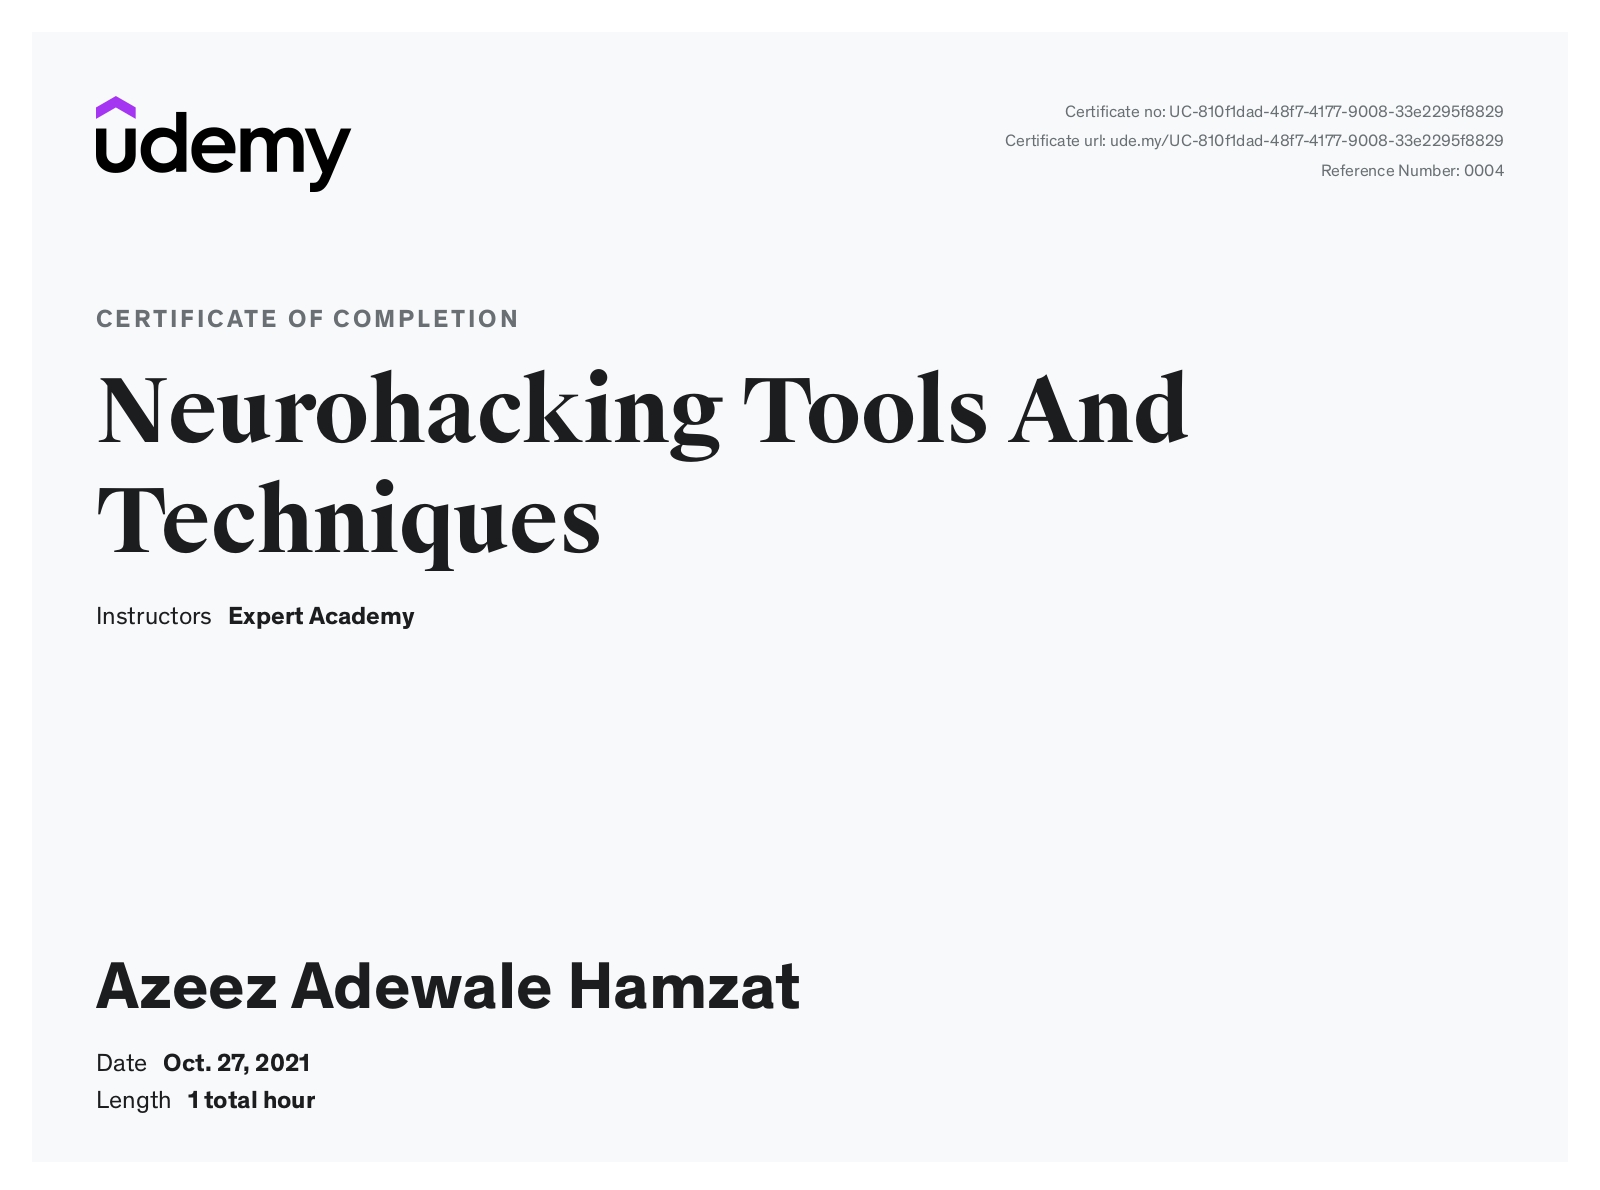 udemy
Certificate no: UC-810f1dad-48f7-4177-9008-33e2295f8829
Certificate url: ude.my/UC-810f1dad-48f7-4177-9008-33e2295f8829
Reference Number: 0004
CERTIFICATE OF COMPLETION
Neurohacking Tools And
Techniques
Instructors Expert Academy
Azeez Adewale Hamzat
Date Oct. 27, 2021
Length 1 total hour